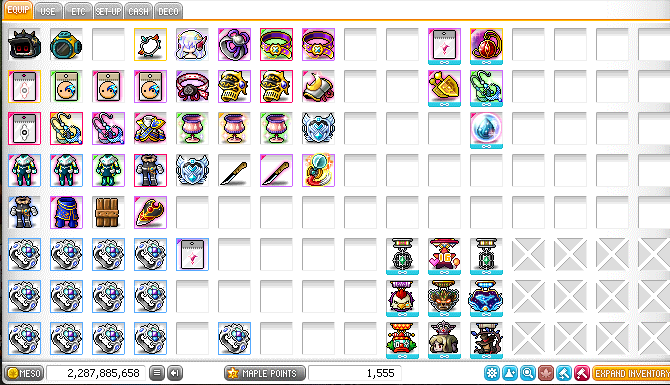 EQUIP USE ETC SET-UP CASH DECO
MESO 2,287,885,658 MAPLE POINTS 1,555 EXPAND INVENTORY